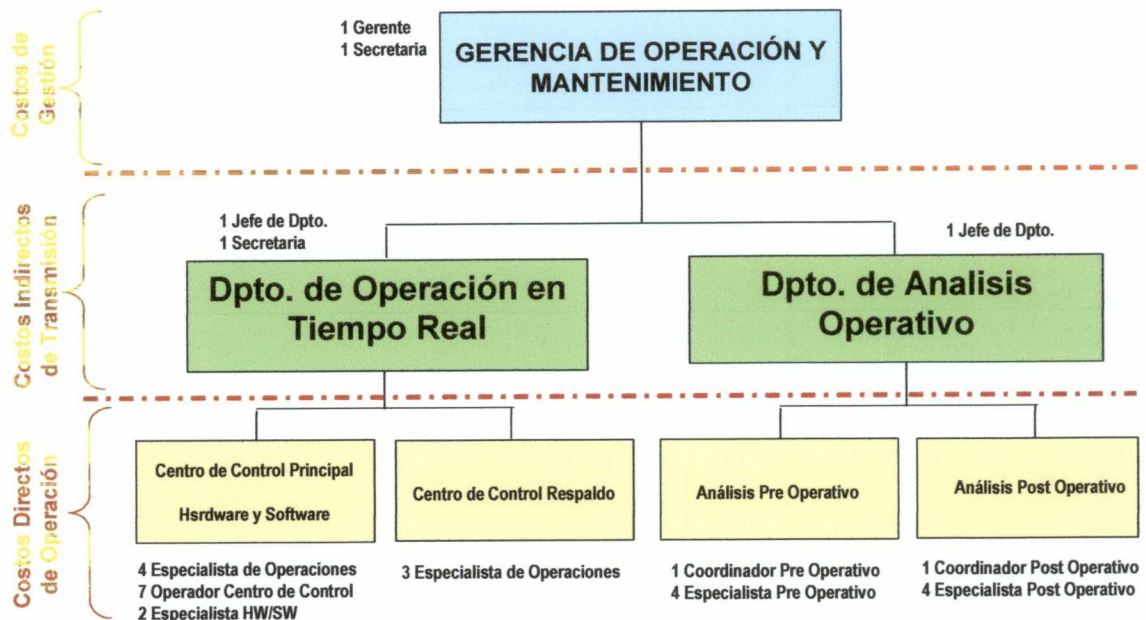 Costos de
Gestión
1 Gerente
1 Secretaria
GERENCIA DE OPERACIÓN Y
MANTENIMIENTO
Costos Indirectos
de Transmisión
1 Jefe de Dpto.
1 Secretaria
Dpto. de Operación en
Tiempo Real
1 Jefe de Dpto.
Dpto. de Analisis
Operativo
Costos Directos
de Operación
Centro de Control Principal
Hsrdware y Software
4 Especialista de Operaciones
7 Operador Centro de Control
2 Especialista HW/SW
Centro de Control Respaldo
3 Especialista de Operaciones
Análisis Pre Operativo
1 Coordinador Pre Operativo
4 Especialista Pre Operativo
Análisis Post Operativo
1 Coordinador Post Operativo
4 Especialista Post Operativo